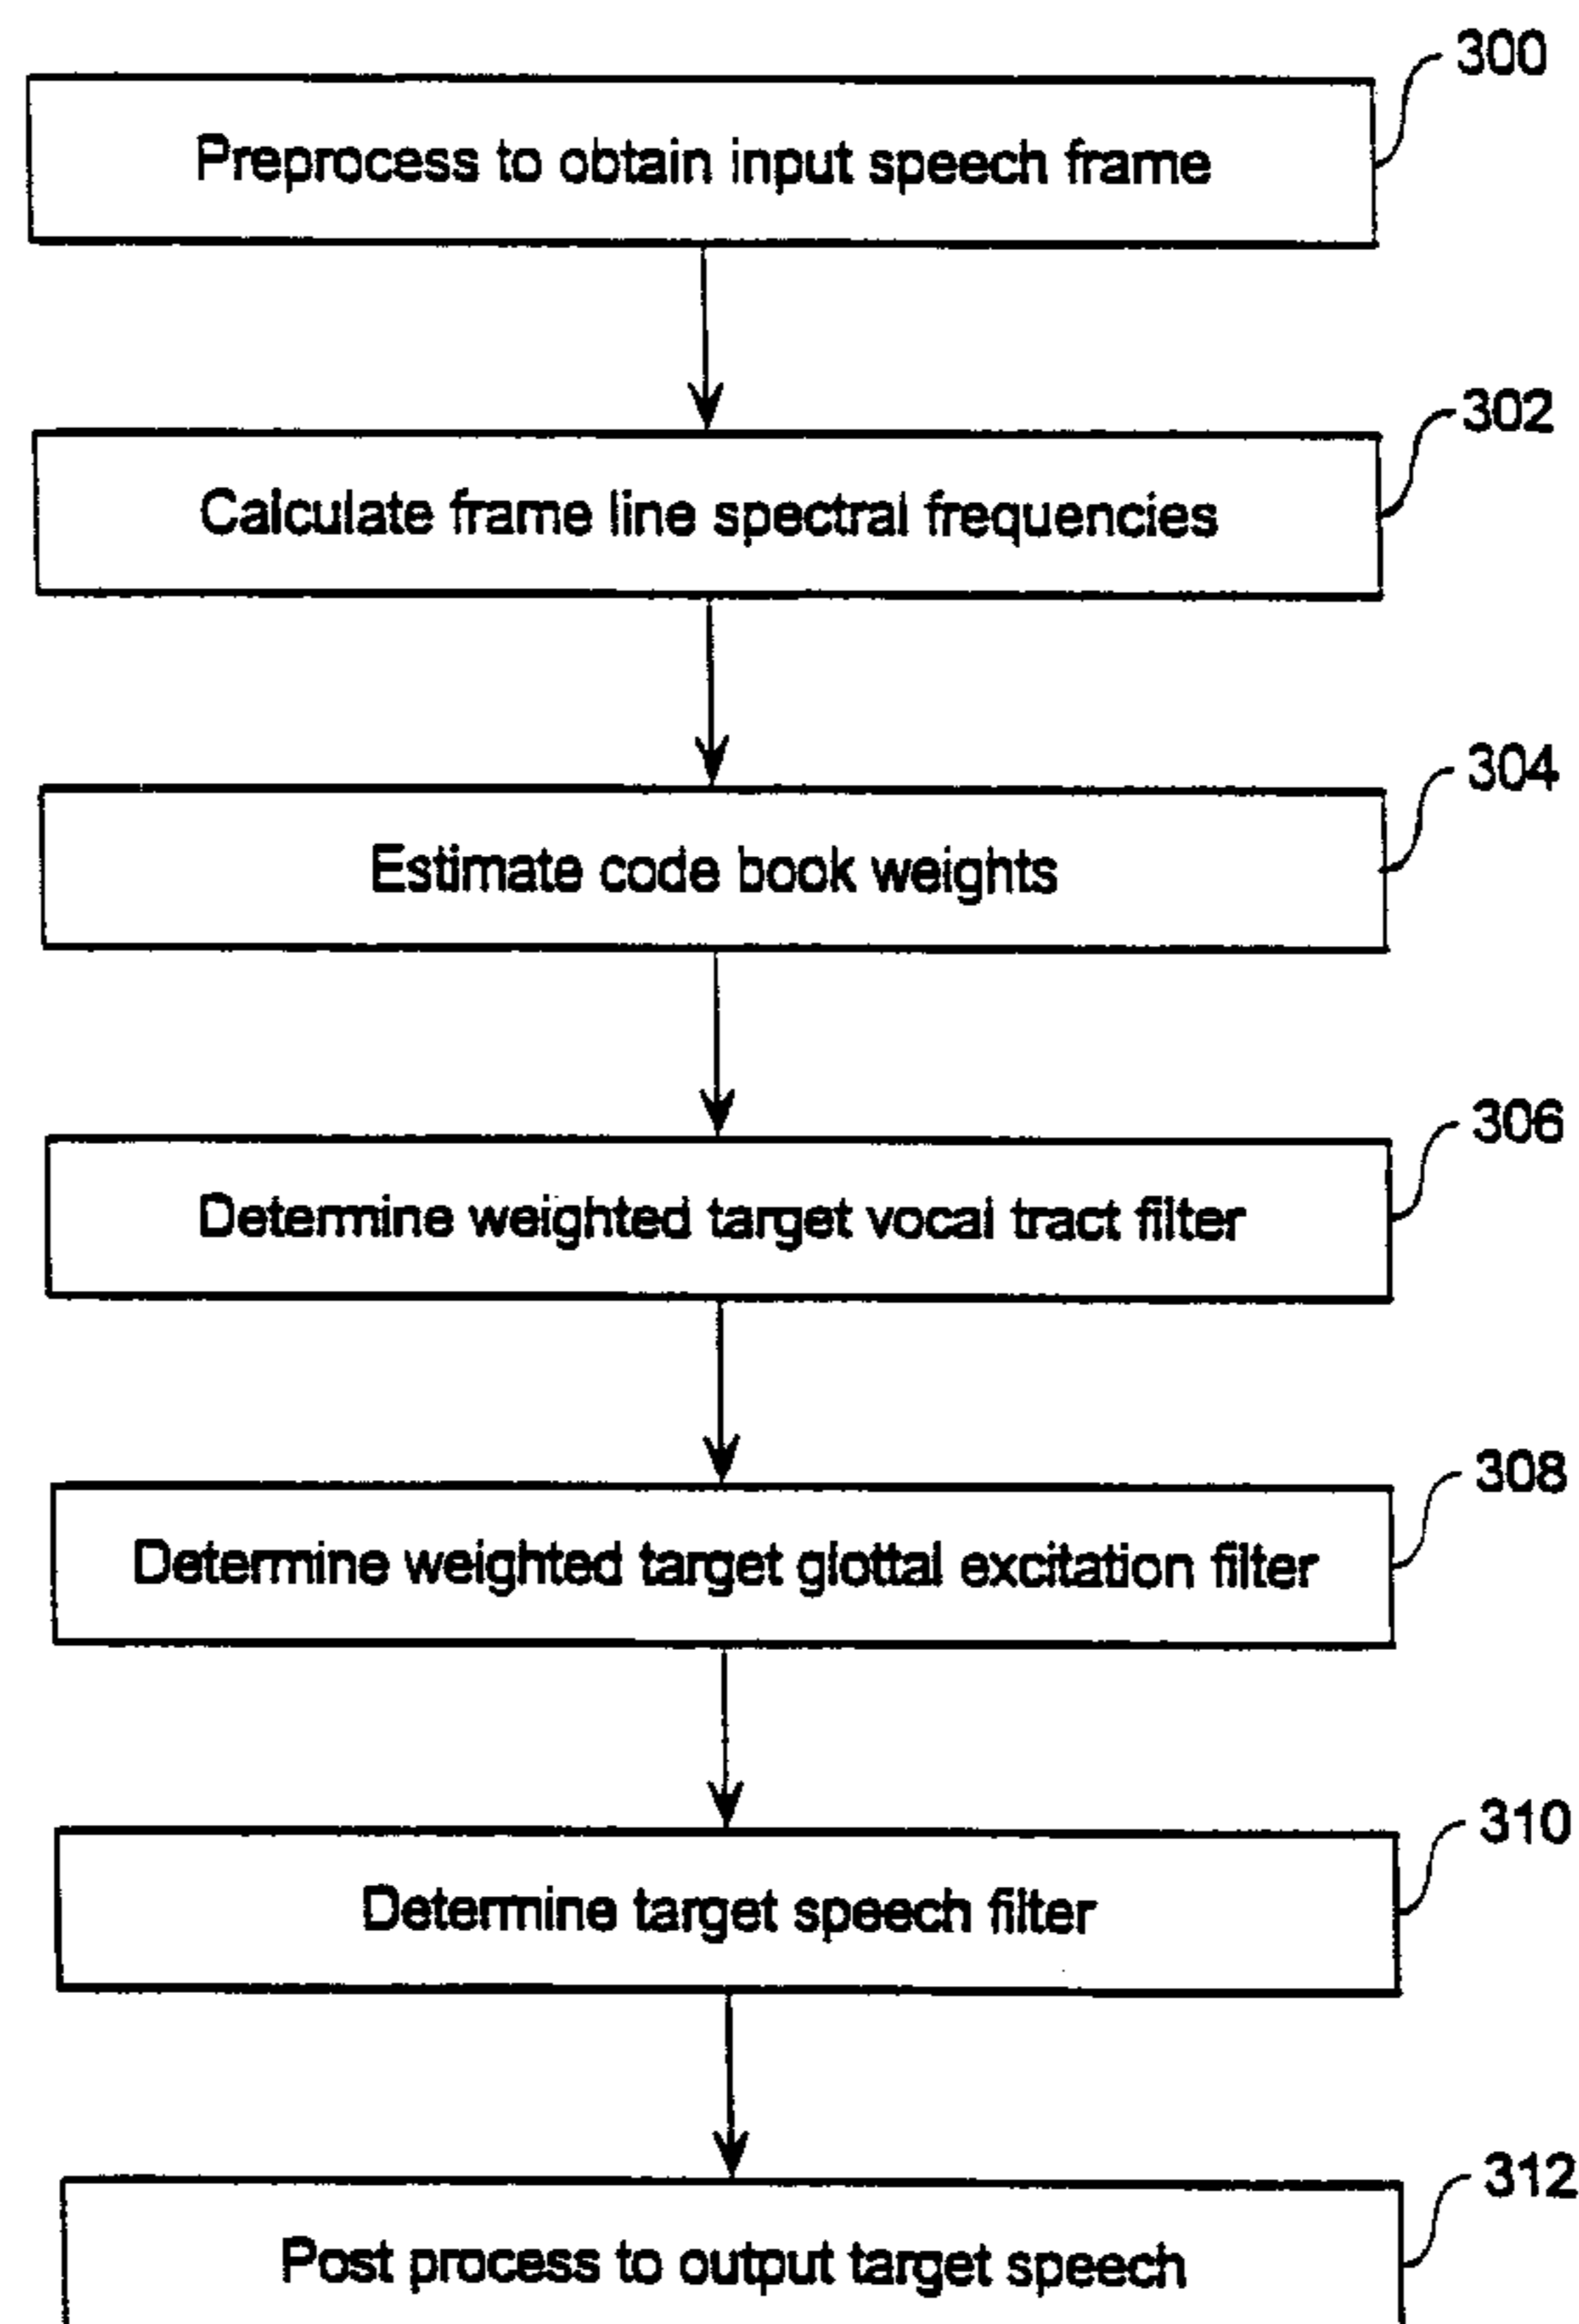 300
Preprocess to obtain input speech frame
302
Calculate frame line spectral frequencies
304
Estimate code book weights
306
Determine weighted target vocal tract filter
308
Determine weighted target glottal excitation filter
310
Determine target speech filter
312
Post process to output target speech